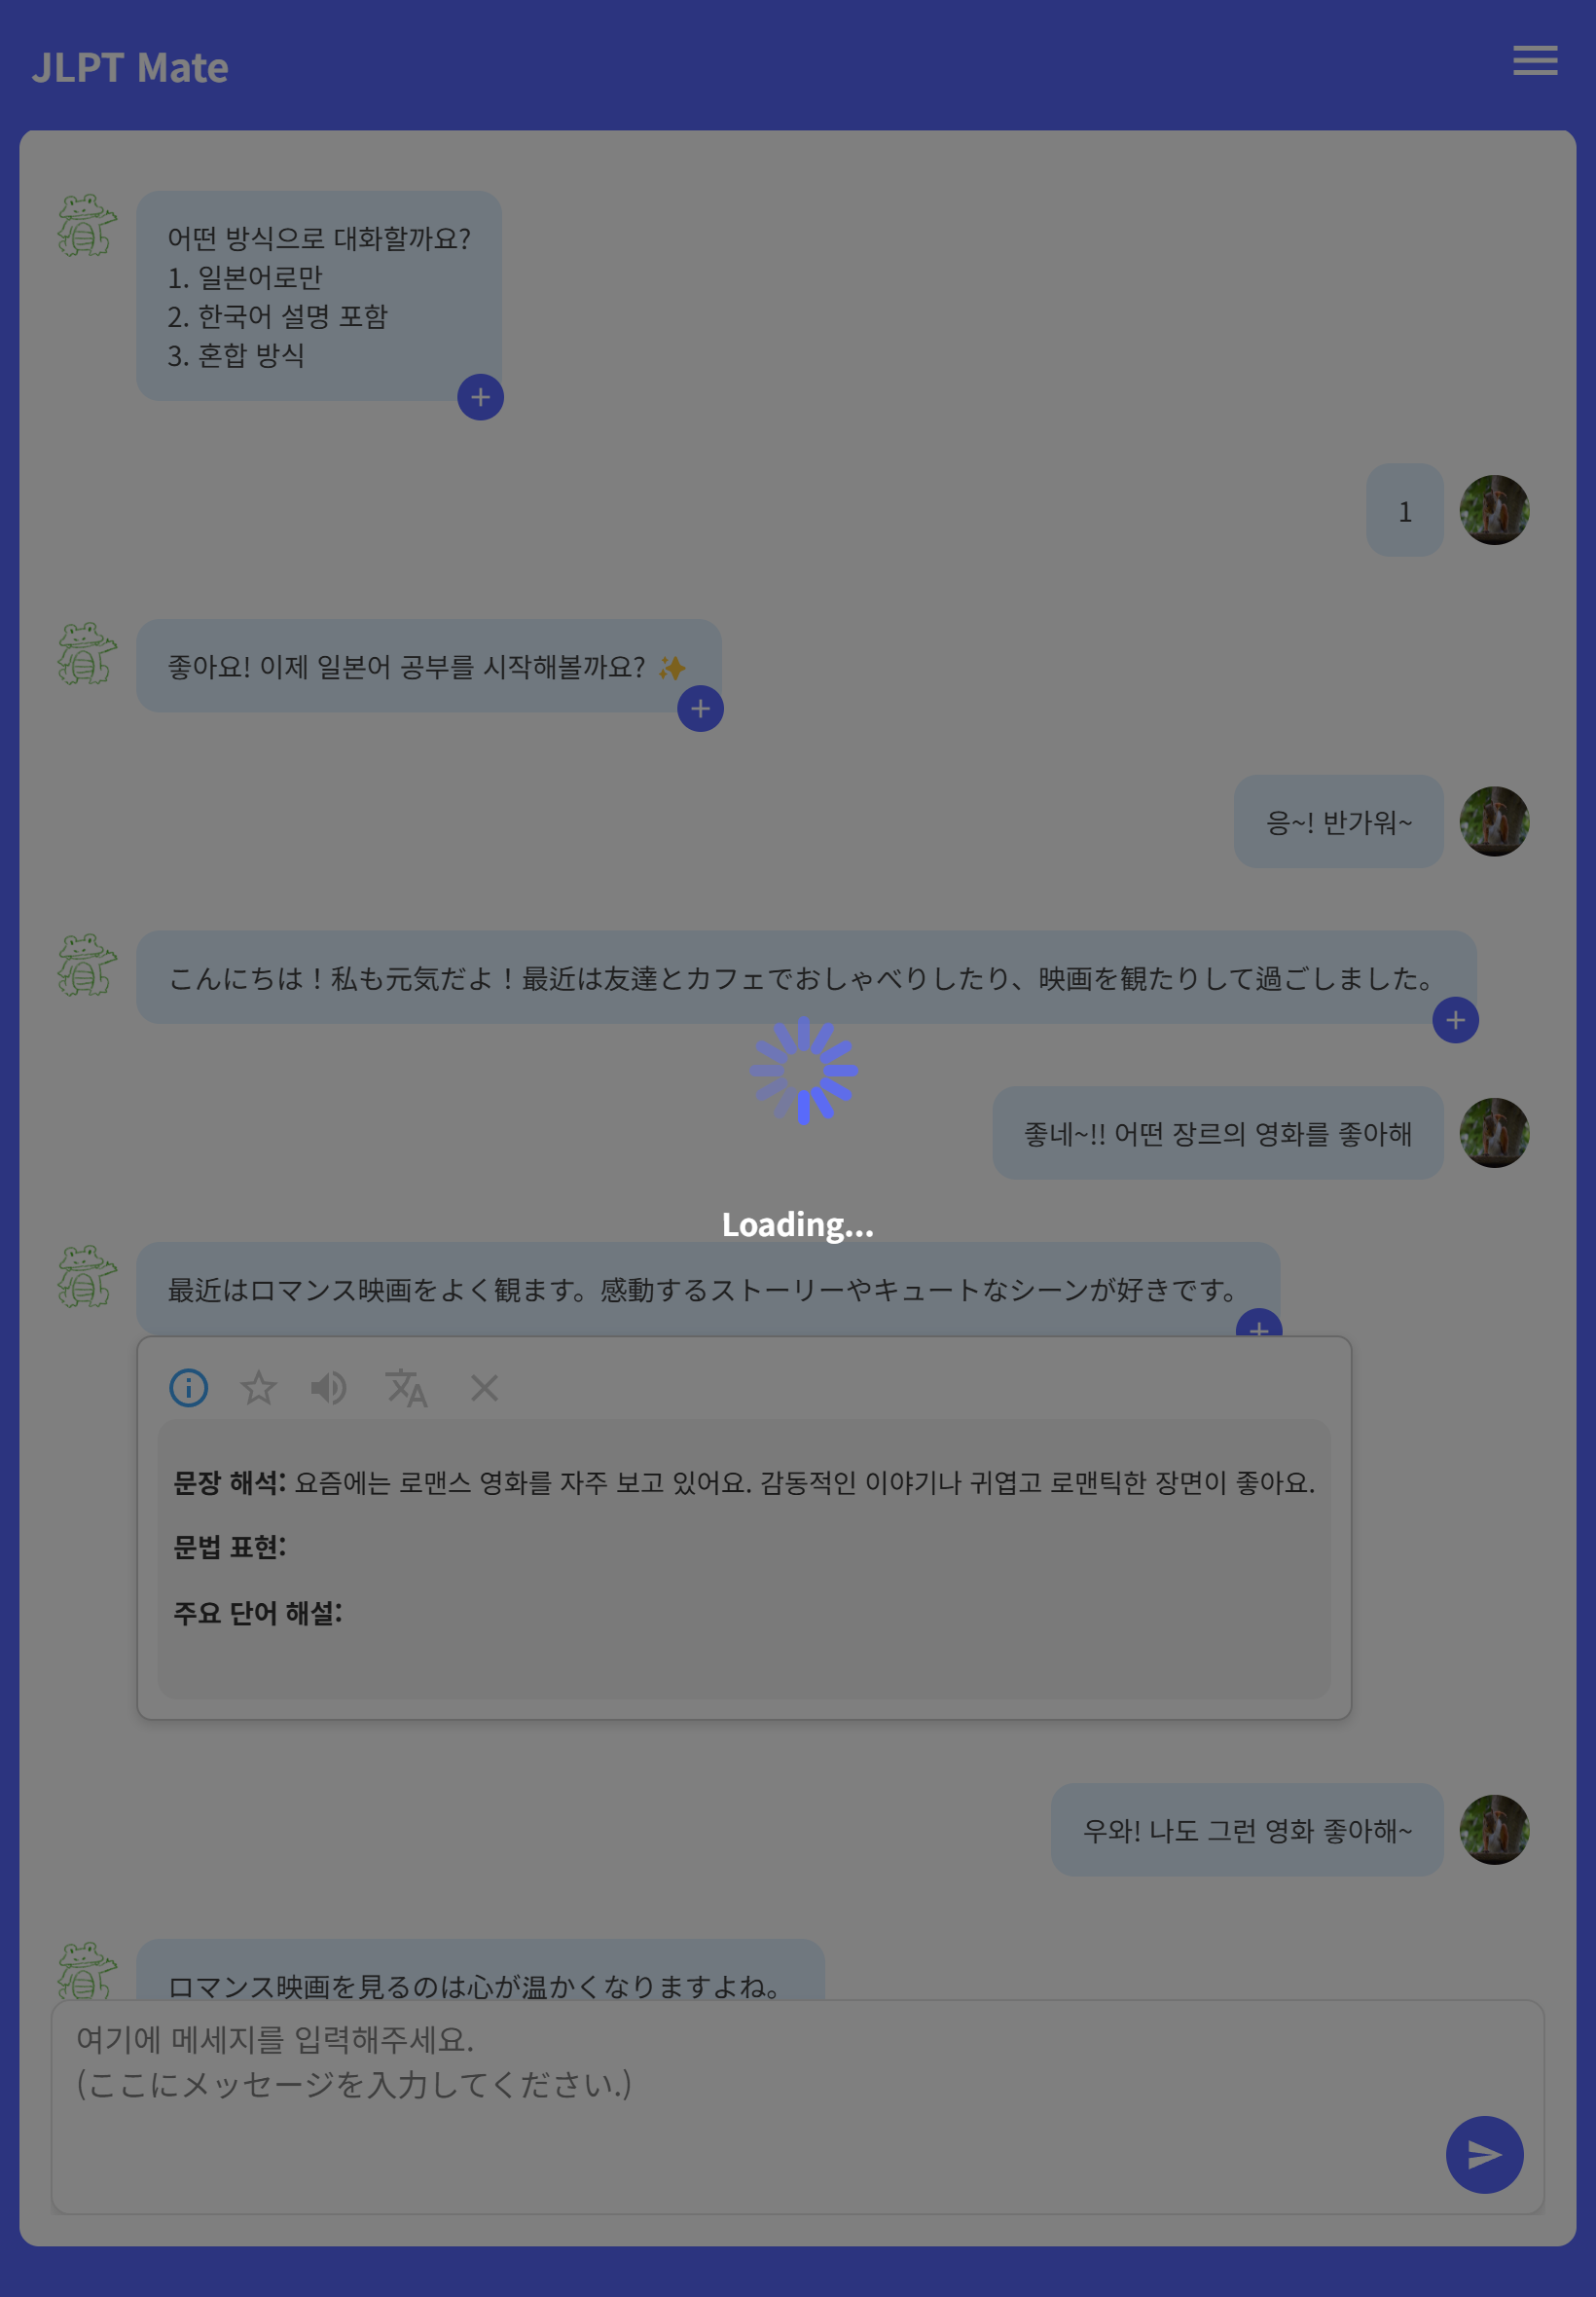 JLPT Mate
어떤 방식으로 대화할까요?
1. 일본어로만
2. 한국어 설명 포함
3. 혼합 방식
1
좋아요! 이제 일본어 공부를 시작해볼까요? ✨
응~! 반가워~
こんにちは！私も元気だよ！最近は友達とカフェでおしゃべりしたり、映画を観たりして過ごしました。
좋네~!! 어떤 장르의 영화를 좋아해
Loading...
最近はロマンス映画をよく観ます。感動するストーリーやキュートなシーンが好きです。
문장 해석: 요즘에는 로맨스 영화를 자주 보고 있어요. 감동적인 이야기나 귀엽고 로맨틱한 장면이 좋아요.
문법 표현:
주요 단어 해설:
우와! 나도 그런 영화 좋아해~
ロマンス映画を見るのは心が温かくなりますよね。
여기에 메세지를 입력해주세요.
(ここにメッセージを入力してください.)